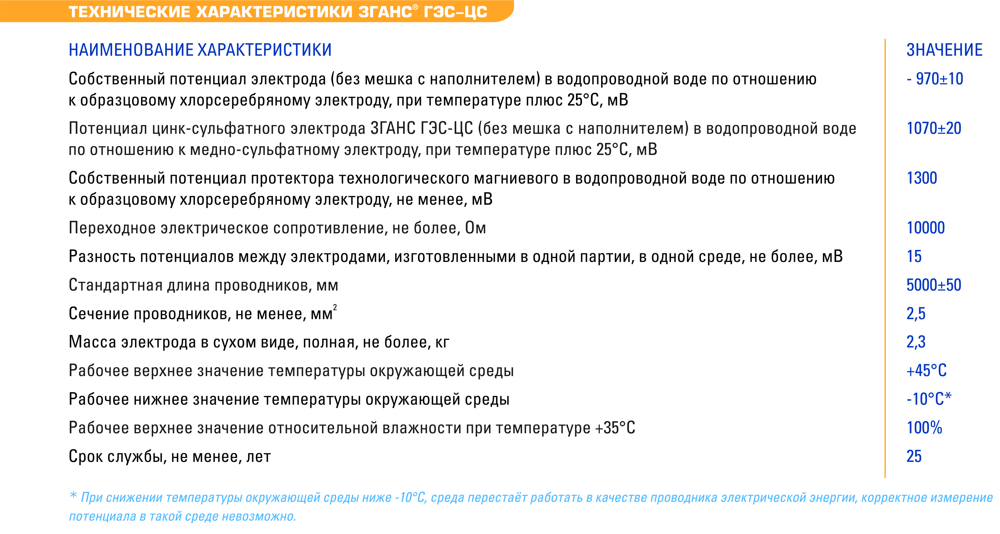 ТЕХНИЧЕСКИЕ ХАРАКТЕРИСТИКИ ЗГАНС® ГЭС–ЦС
НАИМЕНОВАНИЕ ХАРАКТЕРИСТИКИ ЗНАЧЕНИЕ
Собственный потенциал электрода (без мешка с наполнителем) в водопроводной воде по отношению - 970±10
к образцовому хлорсеребряному электроду, при температуре плюс 25°С, мВ
Потенциал цинк-сульфатного электрода ЗГАНС ГЭС-ЦС (без мешка с наполнителем) в водопроводной воде 1070±20
по отношению к медно-сульфатному электроду, при температуре плюс 25°С, мВ
Собственный потенциал протектора технологического магниевого в водопроводной воде по отношению 1300
к образцовому хлорсеребряному электроду, не менее, мВ
Переходное электрическое сопротивление, не более, Ом 10000
Разность потенциалов между электродами, изготовленными в одной партии, в одной среде, не более, мВ 15
Стандартная длина проводников, мм 5000±50
Сечение проводников, не менее, мм² 2,5
Масса электрода в сухом виде, полная, не более, кг 2,3
Рабочее верхнее значение температуры окружающей среды +45°С
Рабочее нижнее значение температуры окружающей среды -10°С*
Рабочее верхнее значение относительной влажности при температуре +35°С 100%
Срок службы, не менее, лет 25
* При снижении температуры окружающей среды ниже -10°С, среда перестаёт работать в качестве проводника электрической энергии, корректное измерение
потенциала в такой среде невозможно.